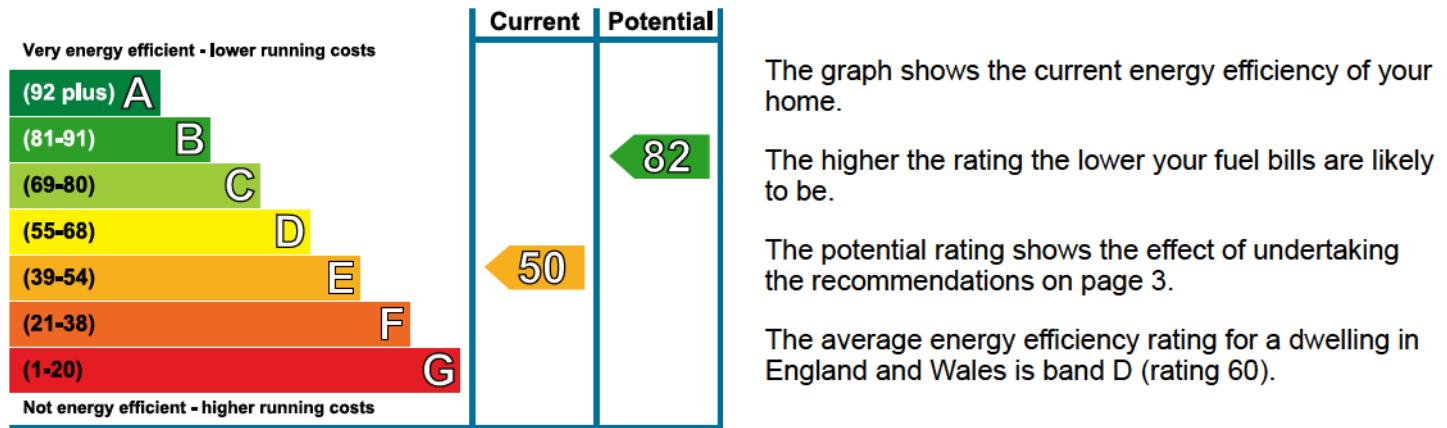 Current Potential
Very energy efficient - lower running costs
(92 plus) A
(81-91) B
82
(69-80) C
(55-68) D
(39-54) E
50
(21-38) F
(1-20) G
Not energy efficient - higher running costs
The graph shows the current energy efficiency of your
home.
The higher the rating the lower your fuel bills are likely
to be.
The potential rating shows the effect of undertaking
the recommendations on page 3.
The average energy efficiency rating for a dwelling in
England and Wales is band D (rating 60).